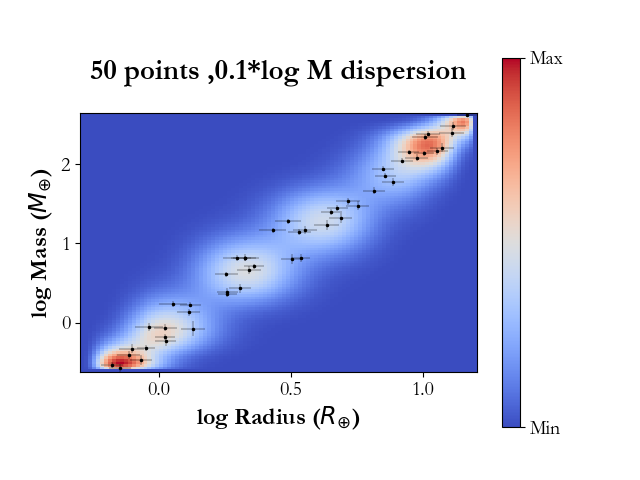 50 points ,0.1*log M dispersion
Max
2
1
0
log Mass (M⊕)
0.0 0.5 1.0
log Radius (R⊕)
Min